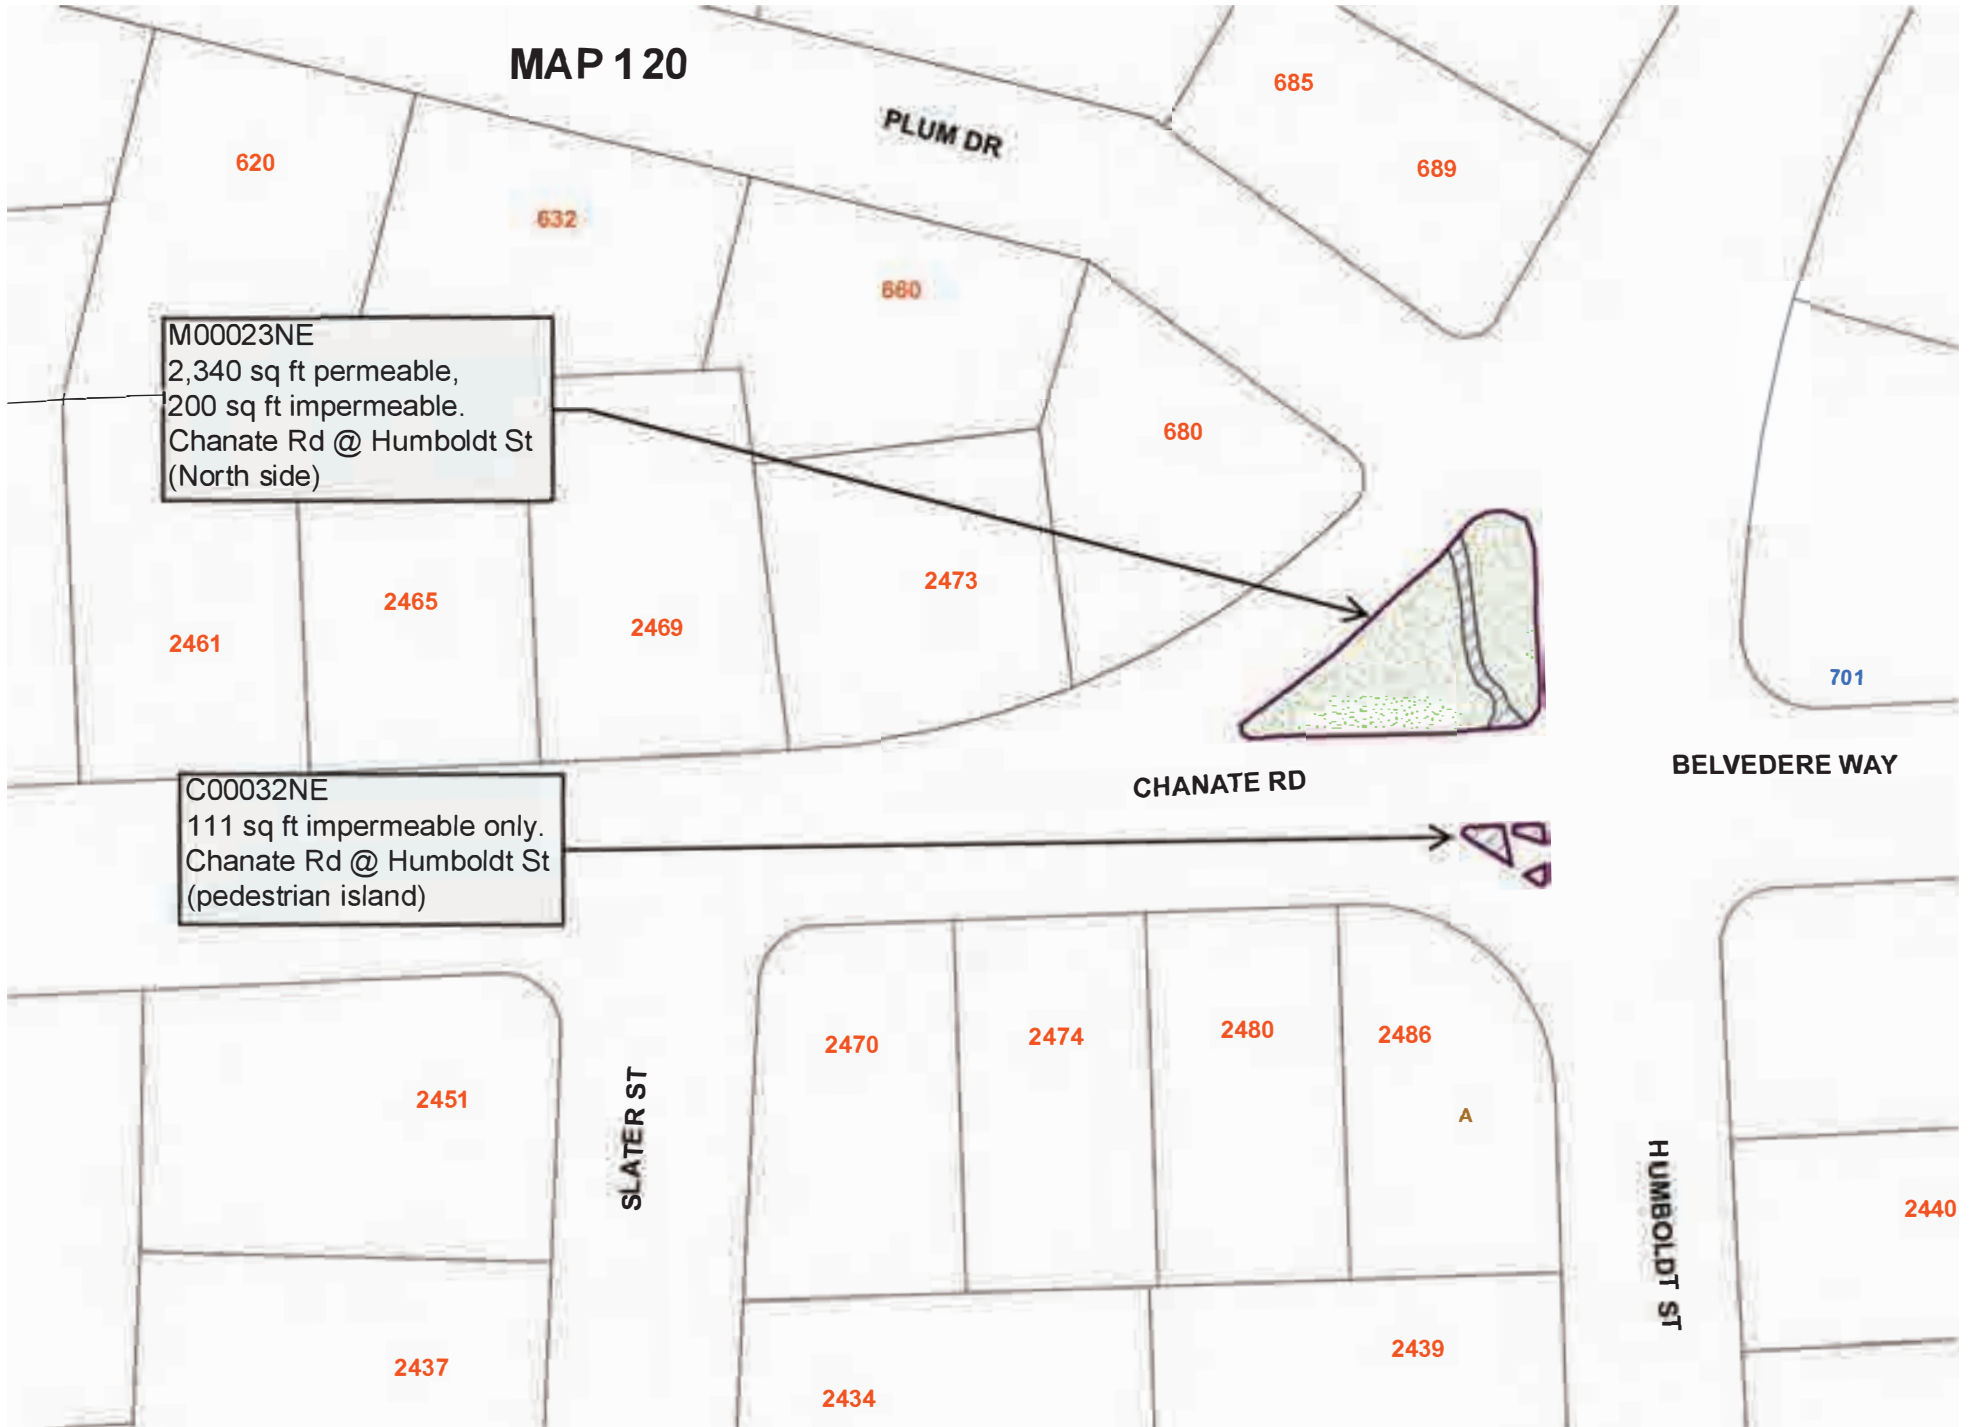 MAP 120
685
PLUM DR
620
689
632
660
M00023NE
2,340 sq ft permeable,
200 sq ft impermeable.
Chanate Rd @ Humboldt St
(North side)
680
2473
2465
2469
2461
701
BELVEDERE WAY
CHANATE RD
C00032NE
111 sq ft impermeable only.
Chanate Rd @ Humboldt St
(pedestrian island)
2470
2474
2480
2486
2451
A
SLATER ST
HUMBOLDT ST
2440
2439
2437
2434